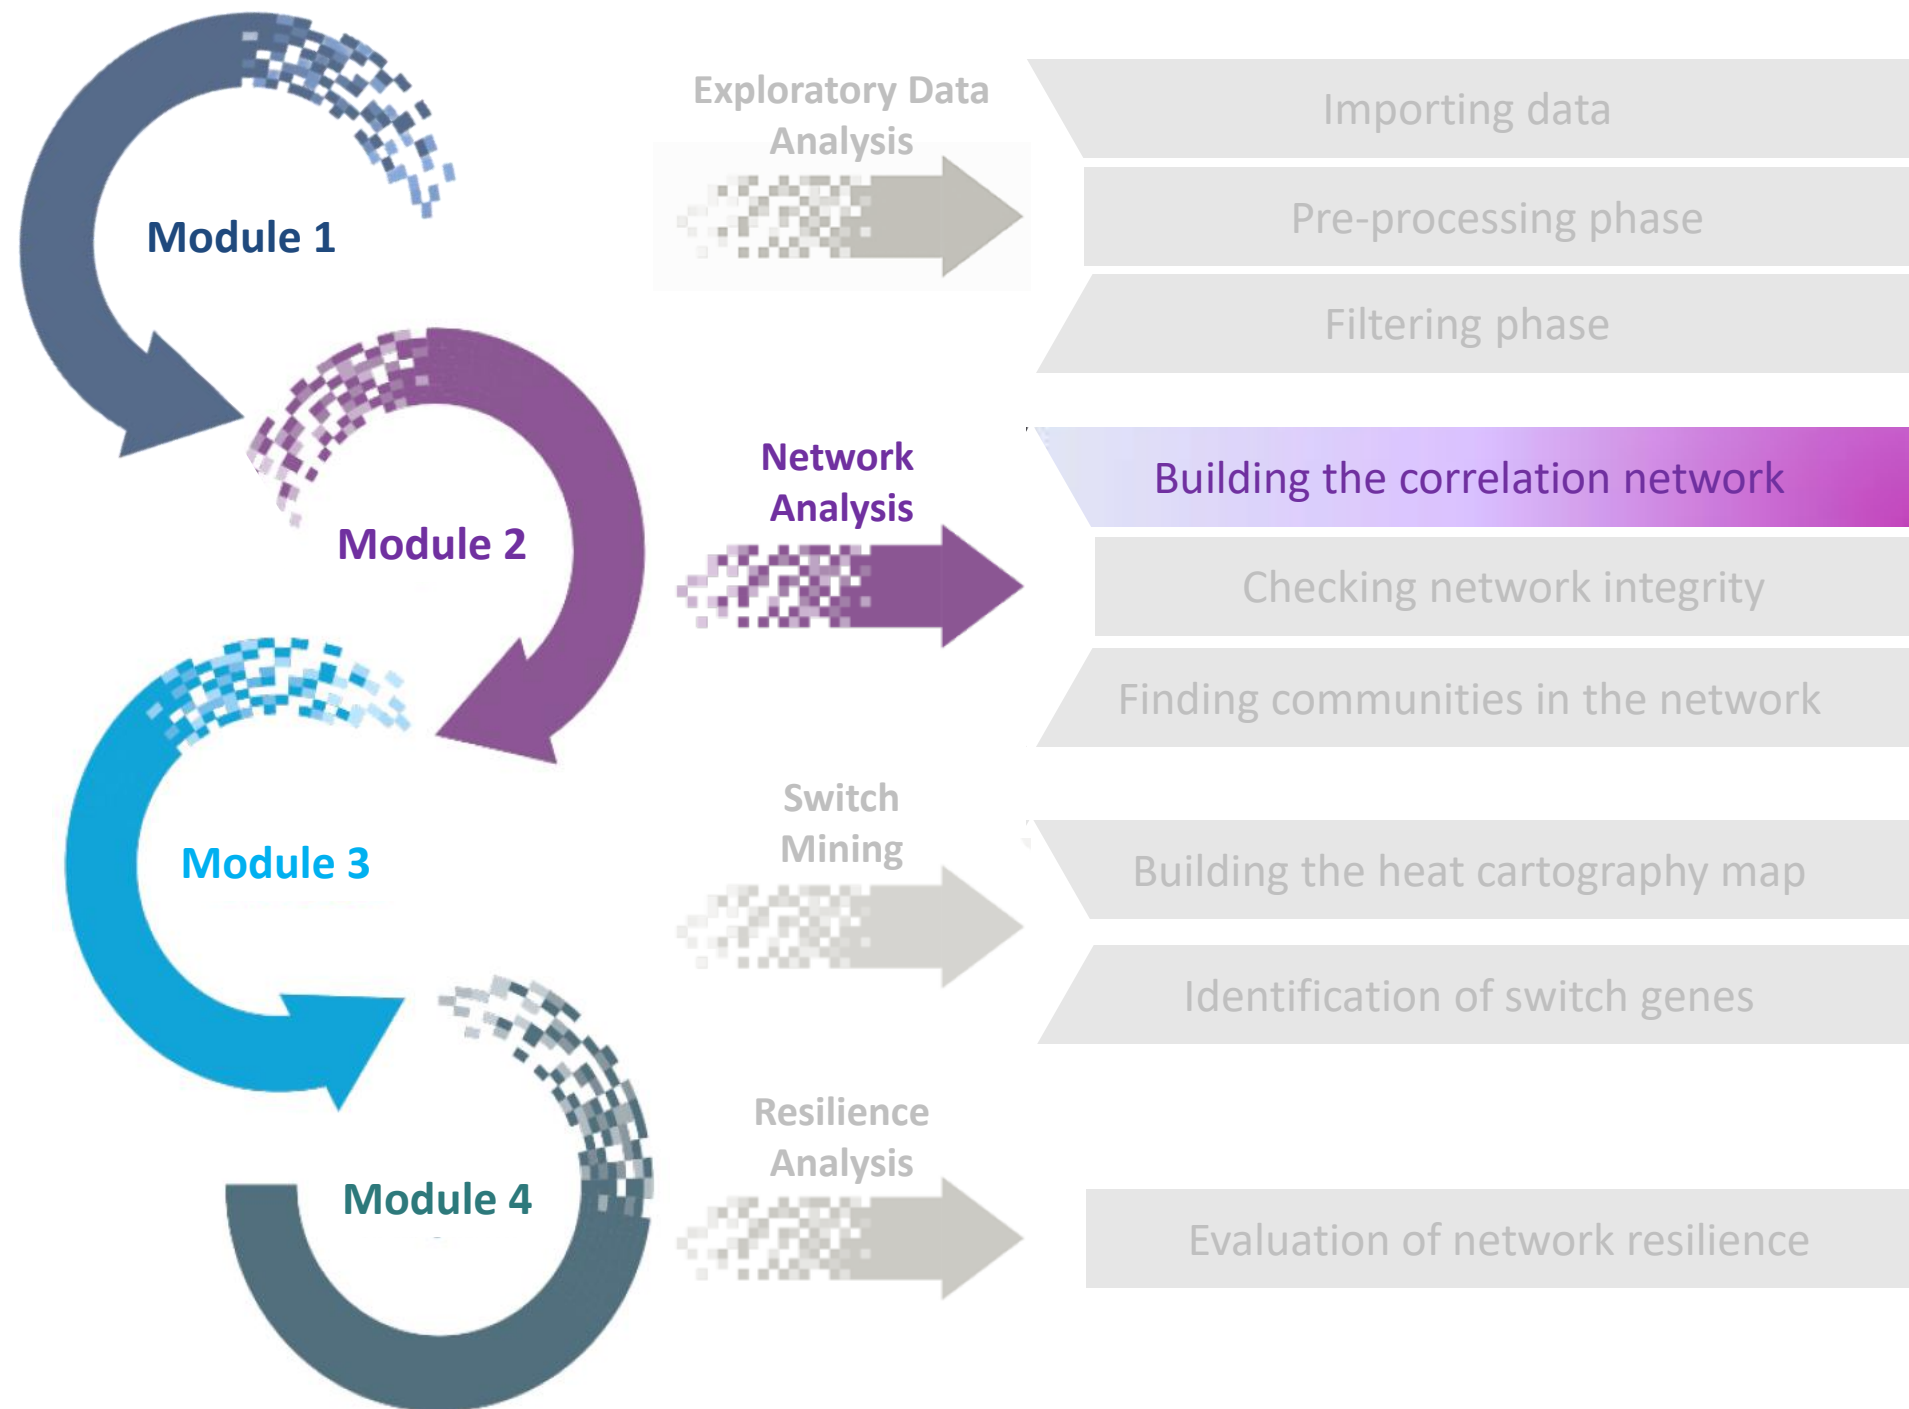 Module 1
Exploratory Data
Analysis
Importing data
Pre-processing phase
Filtering phase
Module 2
Network
Analysis
Building the correlation network
Checking network integrity
Finding communities in the network
Module 3
Switch
Mining
Building the heat cartography map
Identification of switch genes
Module 4
Resilience
Analysis
Evaluation of network resilience